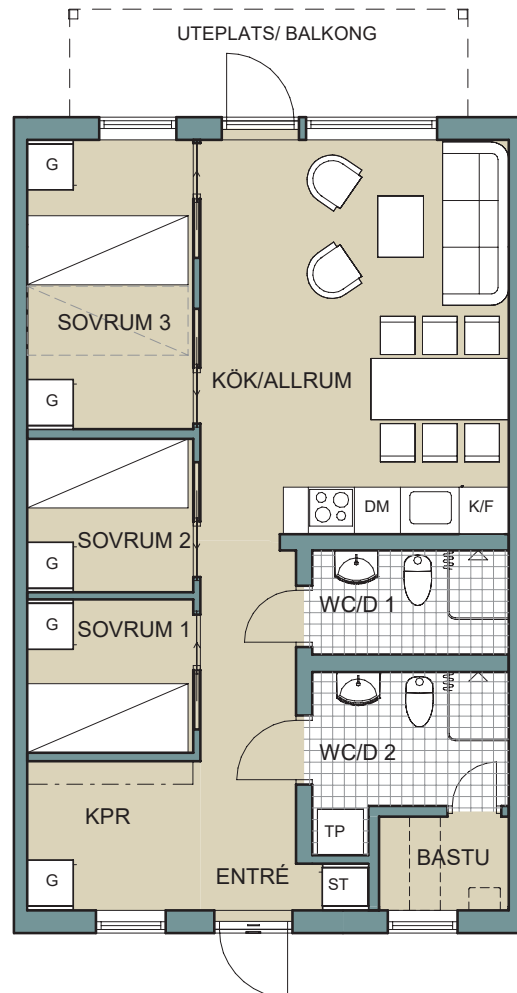 UTEPLATS/ BALKONG
G
SOVRUM 3
KÖK/ALLRUM
G
DM
K/F
SOVRUM 2
G
WC/D 1
G
SOVRUM 1
WC/D 2
KPR
TP
BASTU
G
ENTRÉ
ST